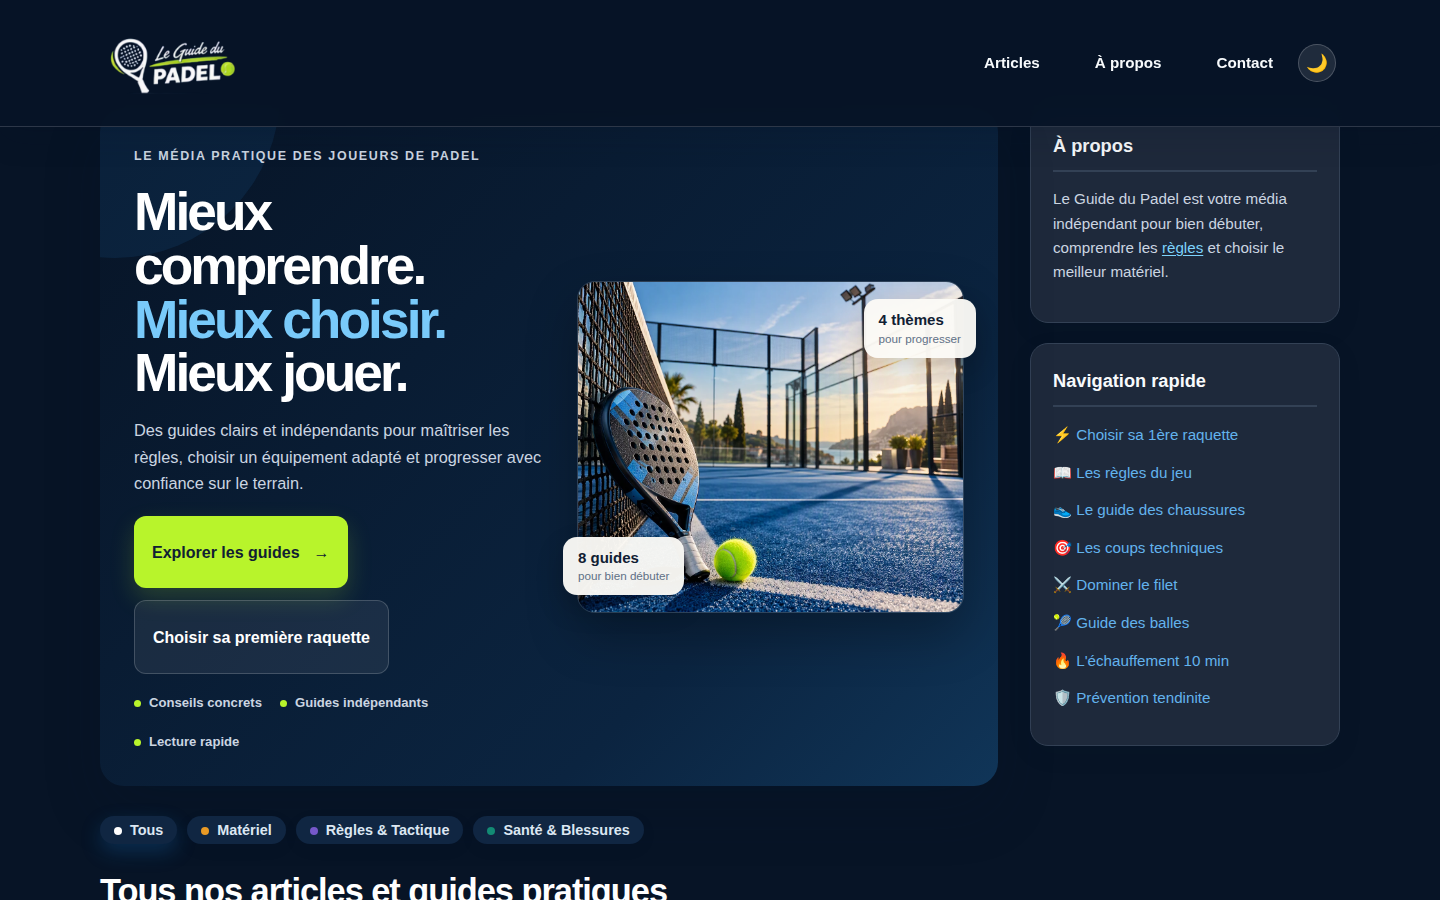 Le Guide du
PADEL
Articles
À propos
Contact
LE MÉDIA PRATIQUE DES JOUEURS DE PADEL
Mieux
comprendre.
Mieux choisir.
Mieux jouer.
Des guides clairs et indépendants pour maîtriser les
règles, choisir un équipement adapté et progresser avec
confiance sur le terrain.
Explorer les guides →
Choisir sa première raquette
Conseils concrets
Guides indépendants
Lecture rapide
4 thèmes
pour progresser
8 guides
pour bien débuter
À propos
Le Guide du Padel est votre média
indépendant pour bien débuter,
comprendre les règles et choisir le
meilleur matériel.
Navigation rapide
⚡ Choisir sa 1ère raquette
📖 Les règles du jeu
👟 Le guide des chaussures
🎯 Les coups techniques
⚔️ Dominer le filet
🎾 Guide des balles
🔥 L'échauffement 10 min
🛡️ Prévention tendinite
Tous
Matériel
Règles & Tactique
Santé & Blessures
Tous nos articles et guides pratiques